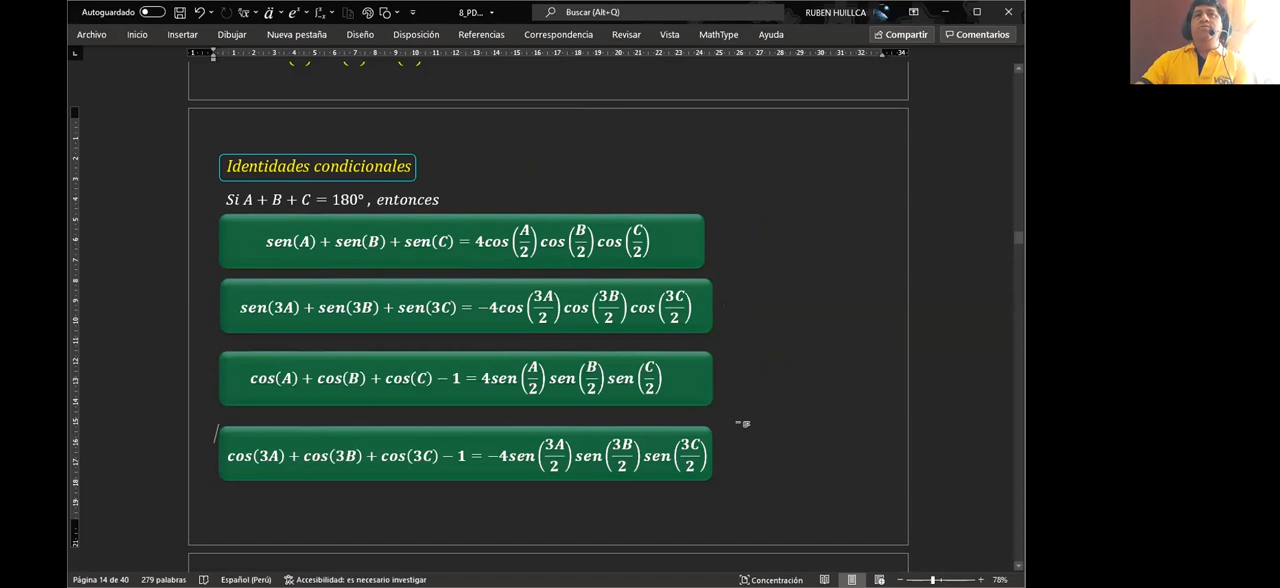 Autoguardado
8_PD...
Buscar (Alt+Q)
RUBEN HUILLCA
Archivo Inicio Insertar Dibujar Nueva pestaña Diseño Disposición Referencias Correspondencia Revisar Vista MathType Ayuda Compartir Comentarios
Identidades condicionales
Si A + B + C = 180° , entonces
sen(A) + sen(B) + sen(C) = 4cos(A/2) cos(B/2) cos(C/2)
sen(3A) + sen(3B) + sen(3C) = −4cos(3A/2) cos(3B/2) cos(3C/2)
cos(A) + cos(B) + cos(C) − 1 = 4sen(A/2) sen(B/2) sen(C/2)
cos(3A) + cos(3B) + cos(3C) − 1 = −4sen(3A/2) sen(3B/2) sen(3C/2)
Página 14 de 40 279 palabras Español (Perú) Accesibilidad: es necesario investigar Concentración 78%